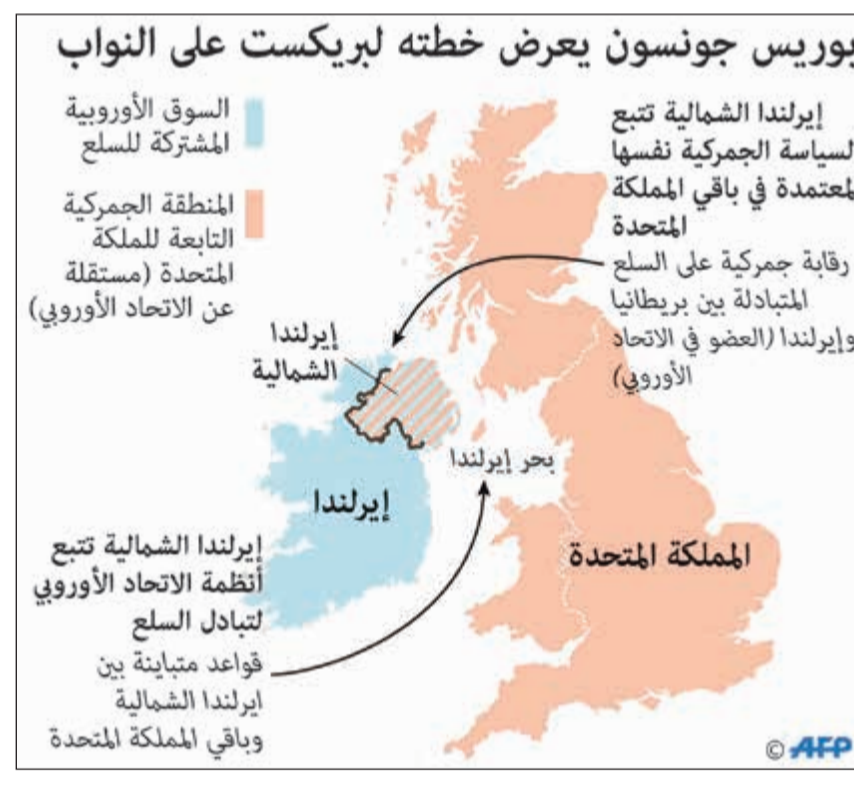 بوريس جونسون يعرض خطته لبريكست على النواب
إيرلندا الشمالية تتبع
السياسة الجمركية نفسها
المعتمدة في باقي المملكة
المتحدة
رقابة جمركية على السلع
المتبادلة بين بريطانيا
وإيرلندا (العضو في الاتحاد
الأوروبي)
السوق الأوروبية
المشتركة للسلع
المنطقة الجمركية
التابعة للملكة
المتحدة (مستقلة
عن الاتحاد الأوروبي)
إيرلندا
الشمالية
بحر إيرلندا
إيرلندا
المملكة المتحدة
إيرلندا الشمالية تتبع
أنظمة الاتحاد الأوروبي
لتبادل السلع
قواعد متباينة بين
ايرلندا الشمالية
وباقي المملكة المتحدة
© AFP